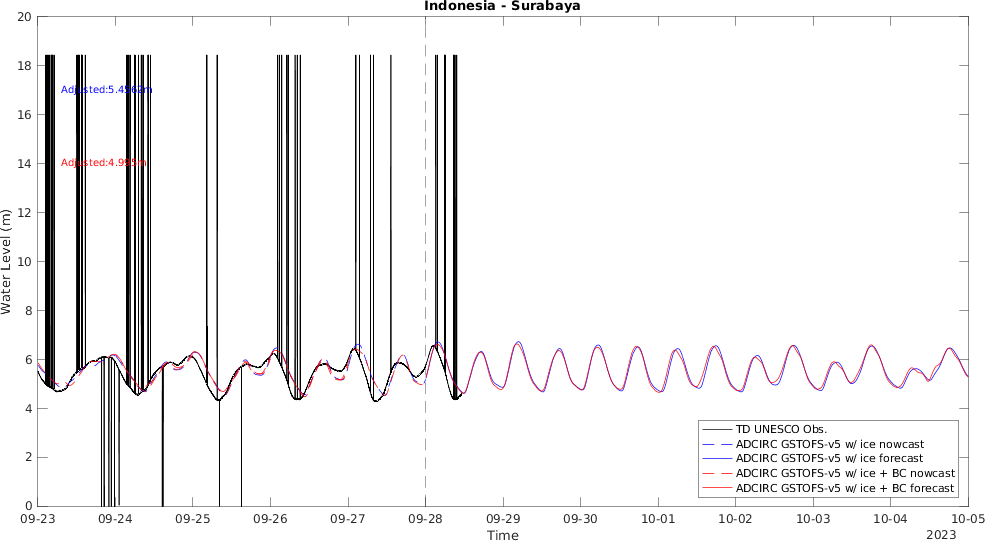 Indonesia - Surabaya
20
18
16
14
12
10
8
6
4
2
0
Water Level (m)
Adjusted:4.995m
09-23
09-24
09-25
09-26
09-27
09-28
09-29
09-30
10-01
10-02
10-03
10-04
10-05
Time
2023
TD UNESCO Obs.
ADCIRC GSTOFS-v5 w/ ice nowcast
ADCIRC GSTOFS-v5 w/ ice forecast
ADCIRC GSTOFS-v5 w/ ice + BC nowcast
ADCIRC GSTOFS-v5 w/ ice + BC forecast